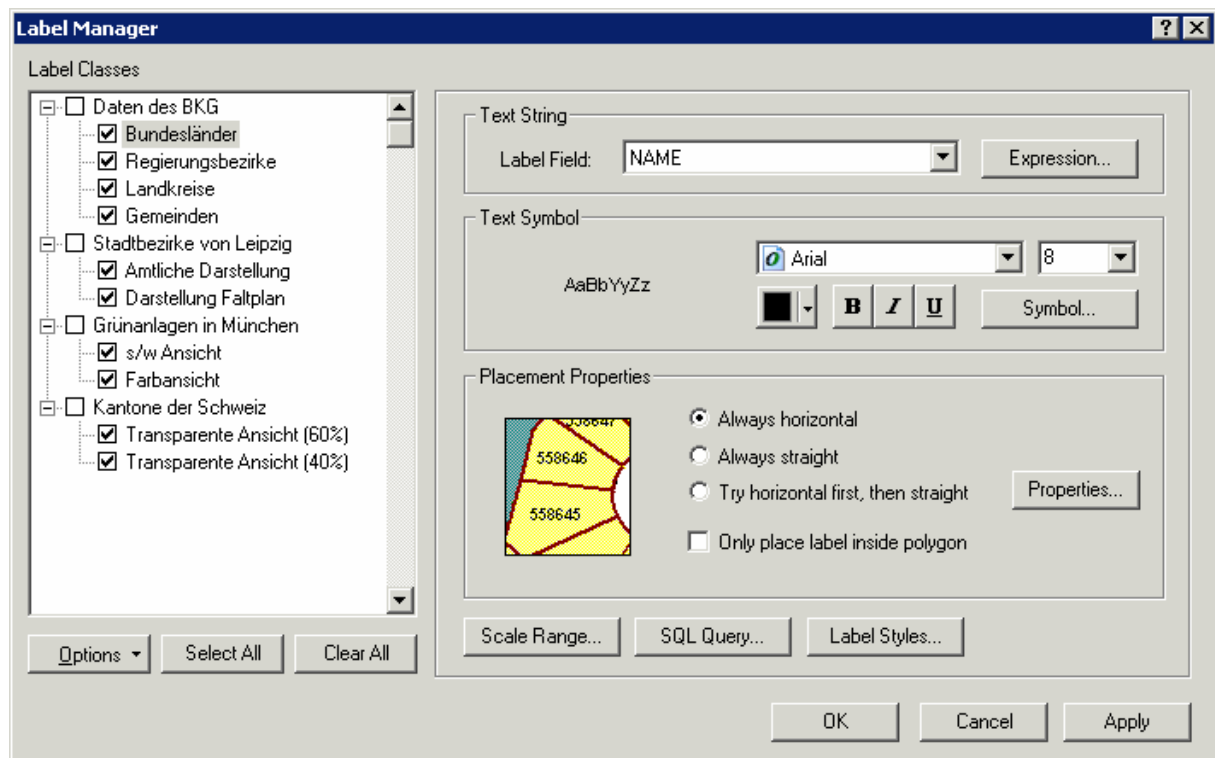 Label Manager
Label Classes
Daten des BKG
Bundesländer
Regierungsbezirke
Landkreise
Gemeinden
Stadtbezirke von Leipzig
Amtliche Darstellung
Darstellung Faltplan
Grünanlagen in München
s/w Ansicht
Farbansicht
Kantone der Schweiz
Transparente Ansicht (60%)
Transparente Ansicht (40%)
Options
Select All
Clear All
Text String
Label Field:
NAME
Expression...
Text Symbol
AaBbYyZz
Arial
8
B I U
Symbol...
Placement Properties
558647
558646
558645
Always horizontal
Always straight
Try horizontal first, then straight
Properties...
Only place label inside polygon
Scale Range...
SQL Query...
Label Styles...
OK
Cancel
Apply